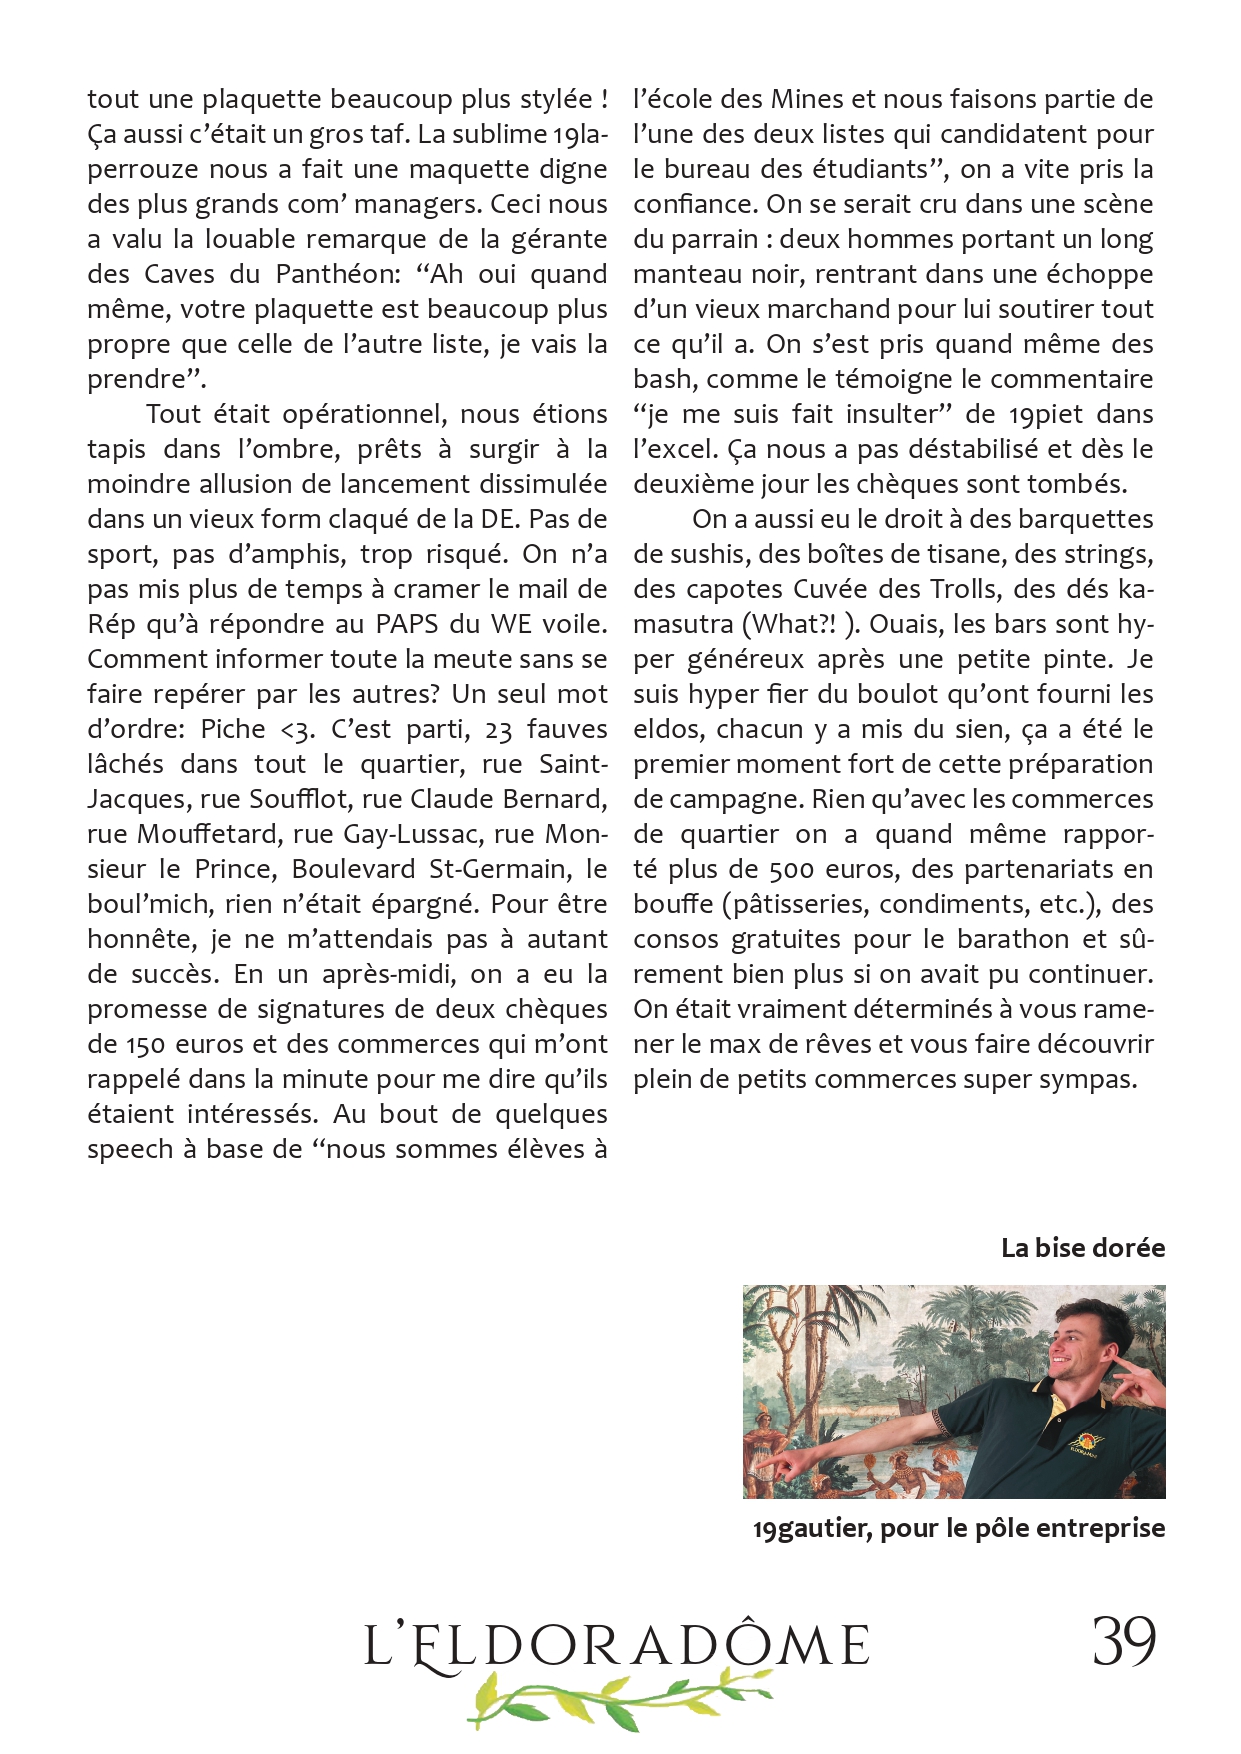 tout une plaquette beaucoup plus stylée !
Ça aussi c’était un gros taf. La sublime 19la-
perrouze nous a fait une maquette digne
des plus grands com’ managers. Ceci nous
a valu la louable remarque de la gérante
des Caves du Panthéon: “Ah oui quand
même, votre plaquette est beaucoup plus
propre que celle de l’autre liste, je vais la
prendre”.
Tout était opérationnel, nous étions
tapis dans l’ombre, prêts à surgir à la
moindre allusion de lancement dissimulée
dans un vieux form claqué de la DE. Pas de
sport, pas d’amphis, trop risqué. On n’a
pas mis plus de temps à cramer le mail de
Rép qu’à répondre au PAPS du WE voile.
Comment informer toute la meute sans se
faire repérer par les autres? Un seul mot
d’ordre: Piche <3. C’est parti, 23 fauves
lâchés dans tout le quartier, rue Saint-
Jacques, rue Soufflot, rue Claude Bernard,
rue Mouffetard, rue Gay-Lussac, rue Mon-
sieur le Prince, Boulevard St-Germain, le
boul’mich, rien n’était épargné. Pour être
honnête, je ne m’attendais pas à autant
de succès. En un après-midi, on a eu la
promesse de signatures de deux chèques
de 150 euros et des commerces qui m’ont
rappelé dans la minute pour me dire qu’ils
étaient intéressés. Au bout de quelques
speech à base de “nous sommes élèves à
l’école des Mines et nous faisons partie de
l’une des deux listes qui candidatent pour
le bureau des étudiants”, on a vite pris la
confiance. On se serait cru dans une scène
du parrain : deux hommes portant un long
manteau noir, rentrant dans une échoppe
d’un vieux marchand pour lui soutirer tout
ce qu’il a. On s’est pris quand même des
bash, comme le témoigne le commentaire
“je me suis fait insulter” de 19piet dans
l’excel. Ça nous a pas déstabilisé et dès le
deuxième jour les chèques sont tombés.
On a aussi eu le droit à des barquettes
de sushis, des boîtes de tisane, des strings,
des capotes Cuvée des Trolls, des dés ka-
masutra (What?! ). Ouais, les bars sont hy-
per généreux après une petite pinte. Je
suis hyper fier du boulot qu’ont fourni les
eldos, chacun y a mis du sien, ça a été le
premier moment fort de cette préparation
de campagne. Rien qu’avec les commerces
de quartier on a quand même rappor-
té plus de 500 euros, des partenariats en
bouffe (pâtisseries, condiments, etc.), des
consos gratuites pour le barathon et sû-
rement bien plus si on avait pu continuer.
On était vraiment déterminés à vous rame-
ner le max de rêves et vous faire découvrir
plein de petits commerces super sympas.
La bise dorée
19gautier, pour le pôle entreprise
L’ELDORADÔME
39